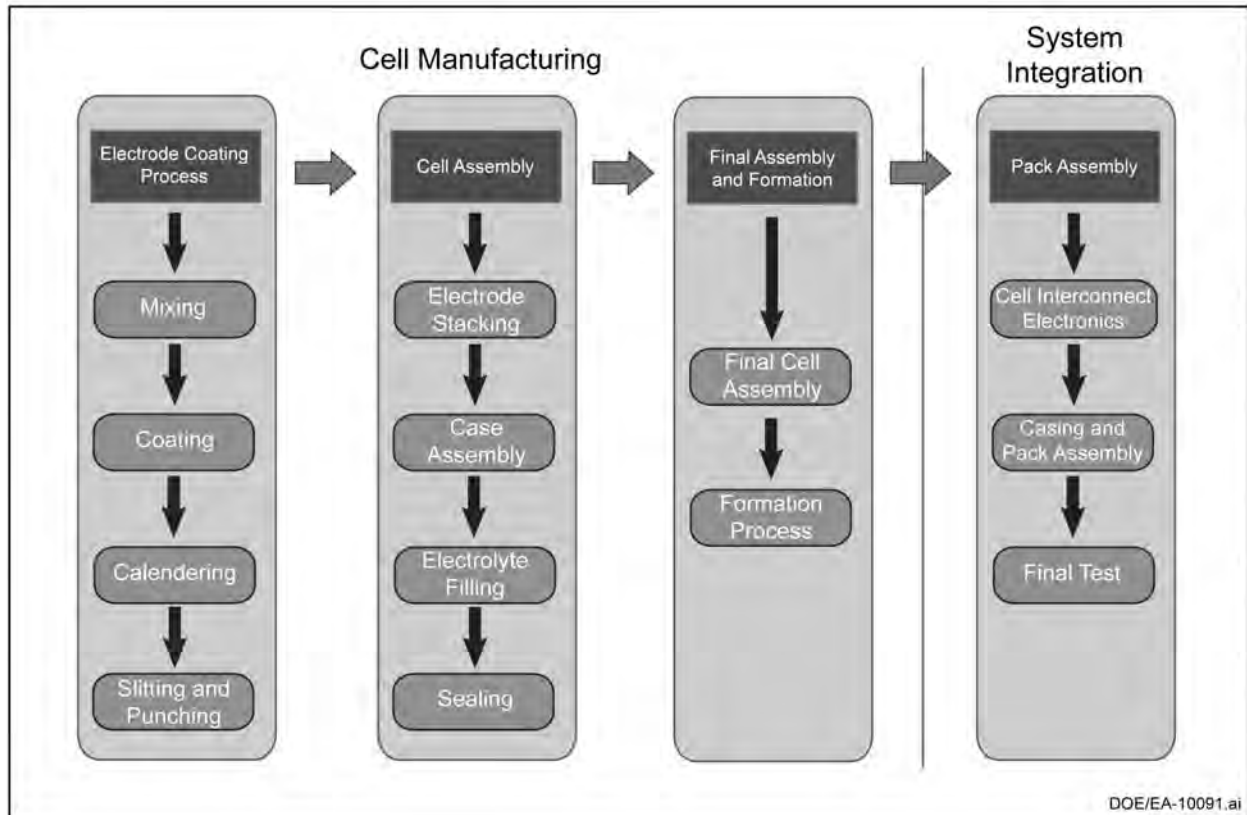 Cell Manufacturing
System
Integration
Electrode Coating
Process
Mixing
Coating
Calendering
Slitting and
Punching
Cell Assembly
Electrode
Stacking
Case
Assembly
Electrolyte
Filling
Sealing
Final Assembly
and Formation
Final Cell
Assembly
Formation
Process
Pack Assembly
Cell Interconnect
Electronics
Casing and
Pack Assembly
Final Test
DOE/EA-10091.ai